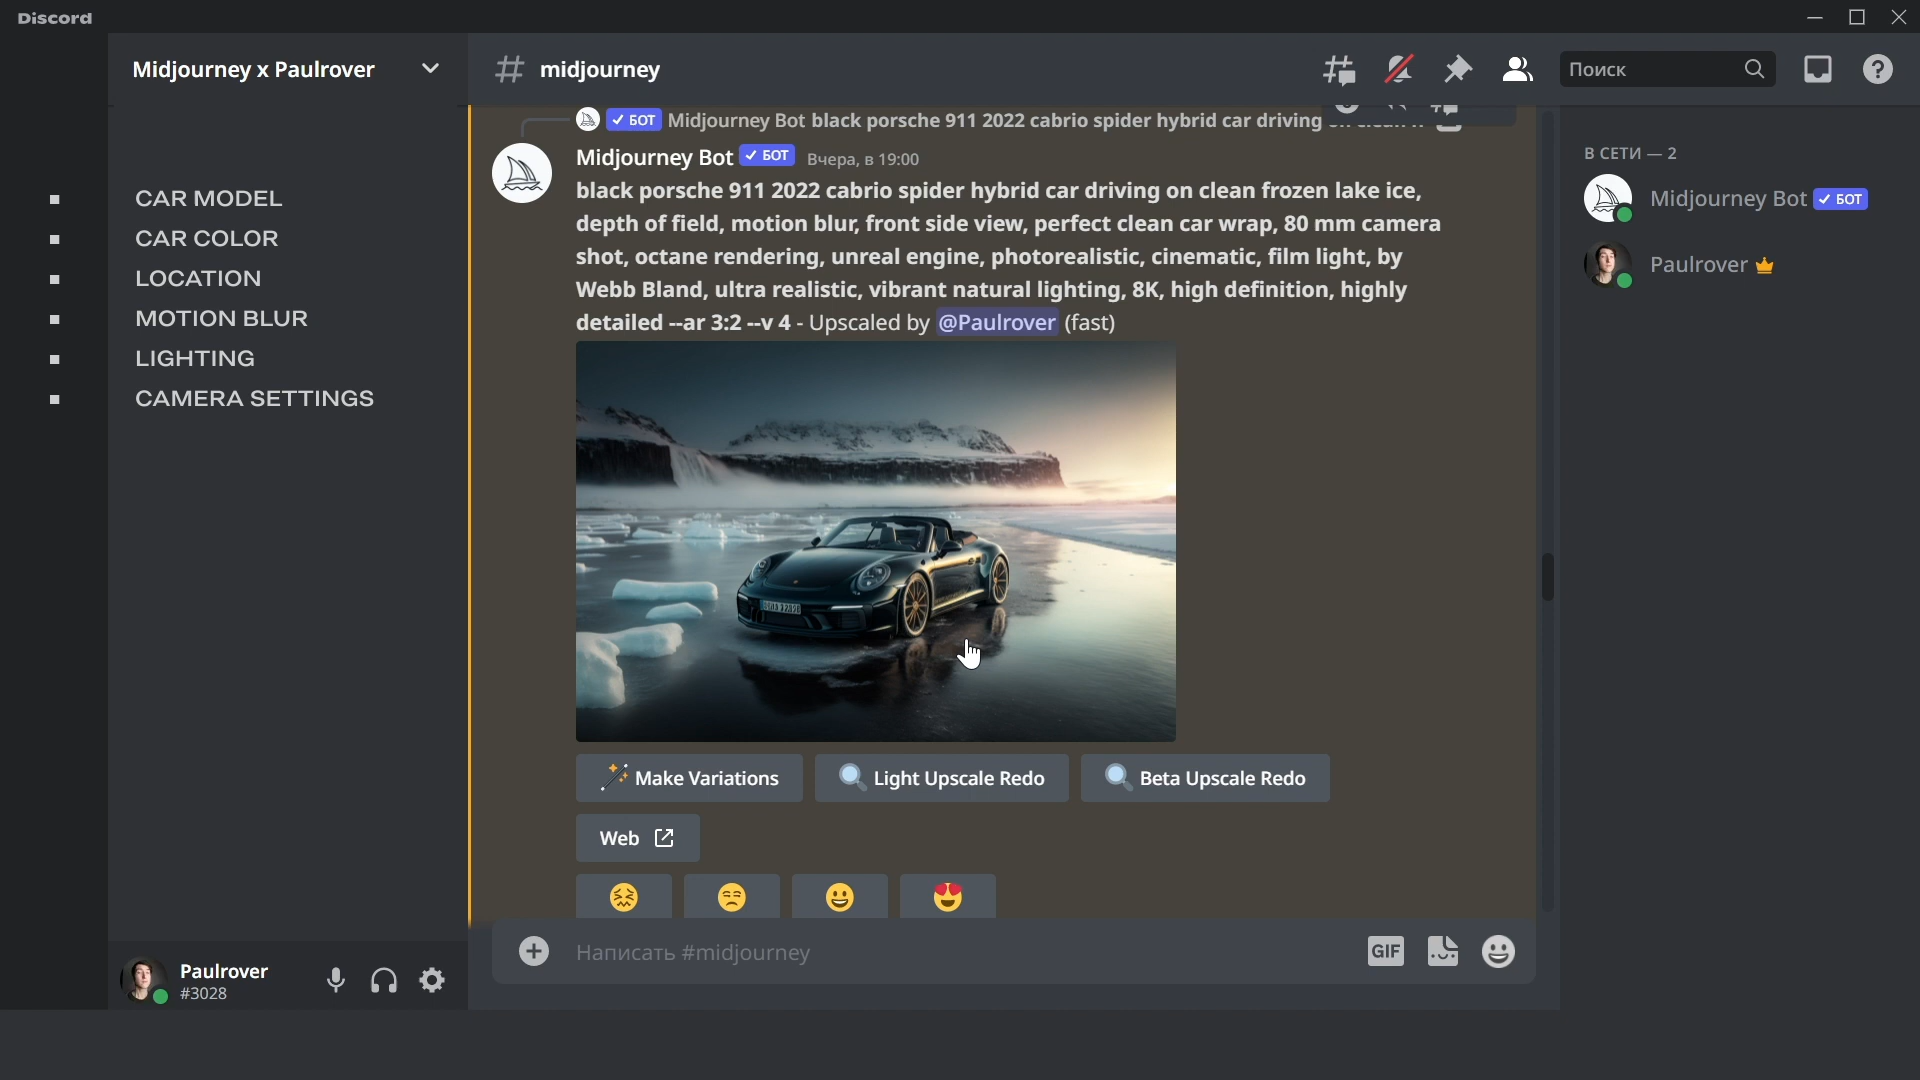 Discord
Midjourney x Paulrover
midjourney
Поиск
CAR MODEL
CAR COLOR
LOCATION
MOTION BLUR
LIGHTING
CAMERA SETTINGS
✓ БОТ Midjourney Bot black porsche 911 2022 cabrio spider hybrid car driving
Midjourney Bot ✓ БОТ Вчера, в 19:00
black porsche 911 2022 cabrio spider hybrid car driving on clean frozen lake ice,
depth of field, motion blur, front side view, perfect clean car wrap, 80 mm camera
shot, octane rendering, unreal engine, photorealistic, cinematic, film light, by
Webb Bland, ultra realistic, vibrant natural lighting, 8K, high definition, highly
detailed --ar 3:2 --v 4 - Upscaled by @Paulrover (fast)
Make Variations
Light Upscale Redo
Beta Upscale Redo
Web
Написать #midjourney
GIF
Paulrover
#3028
В СЕТИ — 2
Midjourney Bot ✓ БОТ
Paulrover